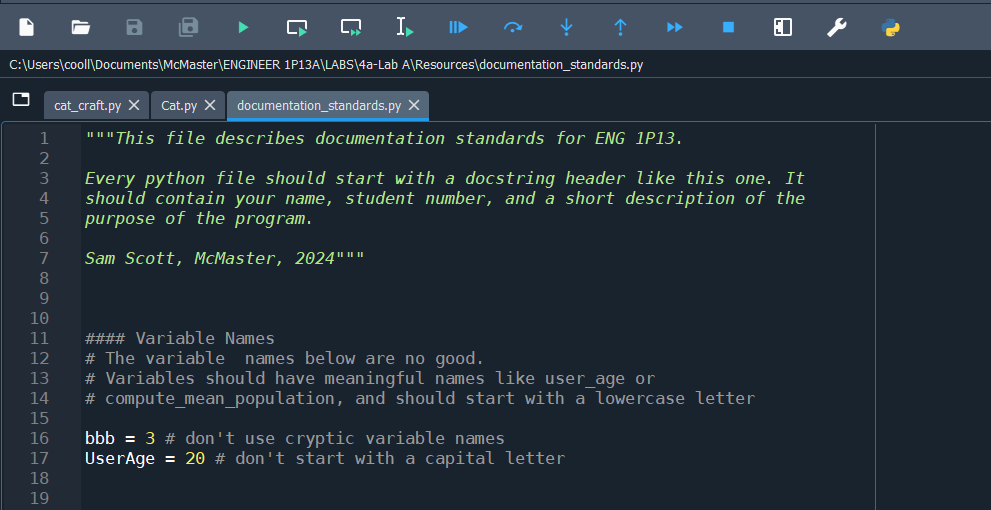 C:\Users\cooll\Documents\McMaster\ENGINEER 1P13A\LABS\4a-Lab A\Resources\documentation_standards.py
cat_craft.py Cat.py documentation_standards.py
1 """This file describes documentation standards for ENG 1P13.
2
3 Every python file should start with a docstring header like this one. It
4 should contain your name, student number, and a short description of the
5 purpose of the program.
6
7 Sam Scott, McMaster, 2024"""
8
9
10
11 #### Variable Names
12 # The variable  names below are no good.
13 # Variables should have meaningful names like user_age or
14 # compute_mean_population, and should start with a lowercase letter
15
16 bbb = 3 # don't use cryptic variable names
17 UserAge = 20 # don't start with a capital letter
18
19